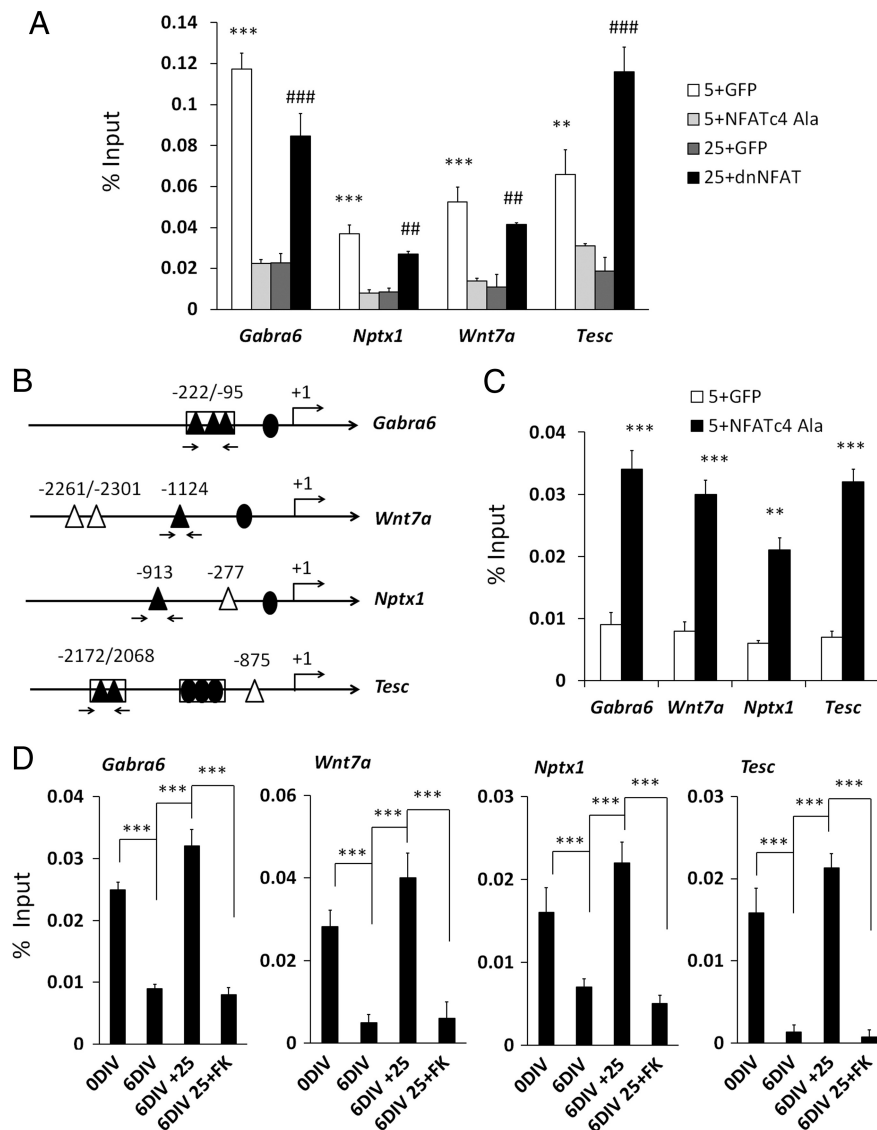 A
% Input
0.14
0.12
0.1
0.08
0.06
0.04
0.02
0
***
###
***
##
***
##
**
###
5+GFP
5+NFATc4 Ala
25+GFP
25+dnNFAT
Gabra6
Nptx1
Wnt7a
Tesc
B
-222/-95
+1
Gabra6
-2261/-2301
-1124
+1
Wnt7a
-913
-277
+1
Nptx1
-2172/2068
-875
+1
Tesc
C
5+GFP
5+NFATc4 Ala
% Input
0.04
0.03
0.02
0.01
0
***
***
**
***
Gabra6
Wnt7a
Nptx1
Tesc
D
% Input
Gabra6
0.04
0.03
0.02
0.01
0
***
***
***
0DIV
6DIV
6DIV +25
6DIV 25+FK
Wnt7a
0.06
0.04
0.02
0.00
***
***
***
0DIV
6DIV
6DIV +25
6DIV 25+FK
Nptx1
0.03
0.02
0.01
0
***
***
***
0DIV
6DIV
6DIV +25
6DIV 25+FK
Tesc
0.03
0.02
0.01
0
***
***
***
0DIV
6DIV
6DIV +25
6DIV 25+FK